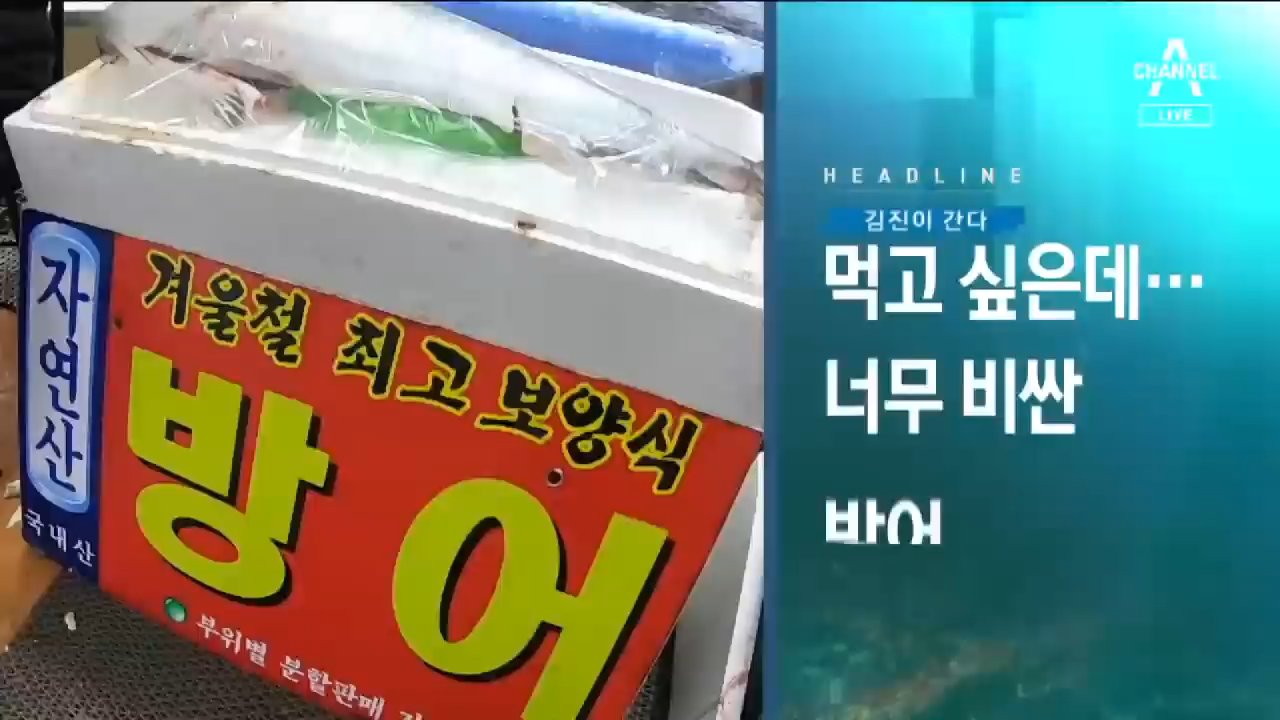 자연산
국내산
겨울철 최고 보양식
방어
부위별 분할판매
CHANNEL A
LIVE
HEADLINE
김진이 간다
먹고 싶은데…
너무 비싼
방어